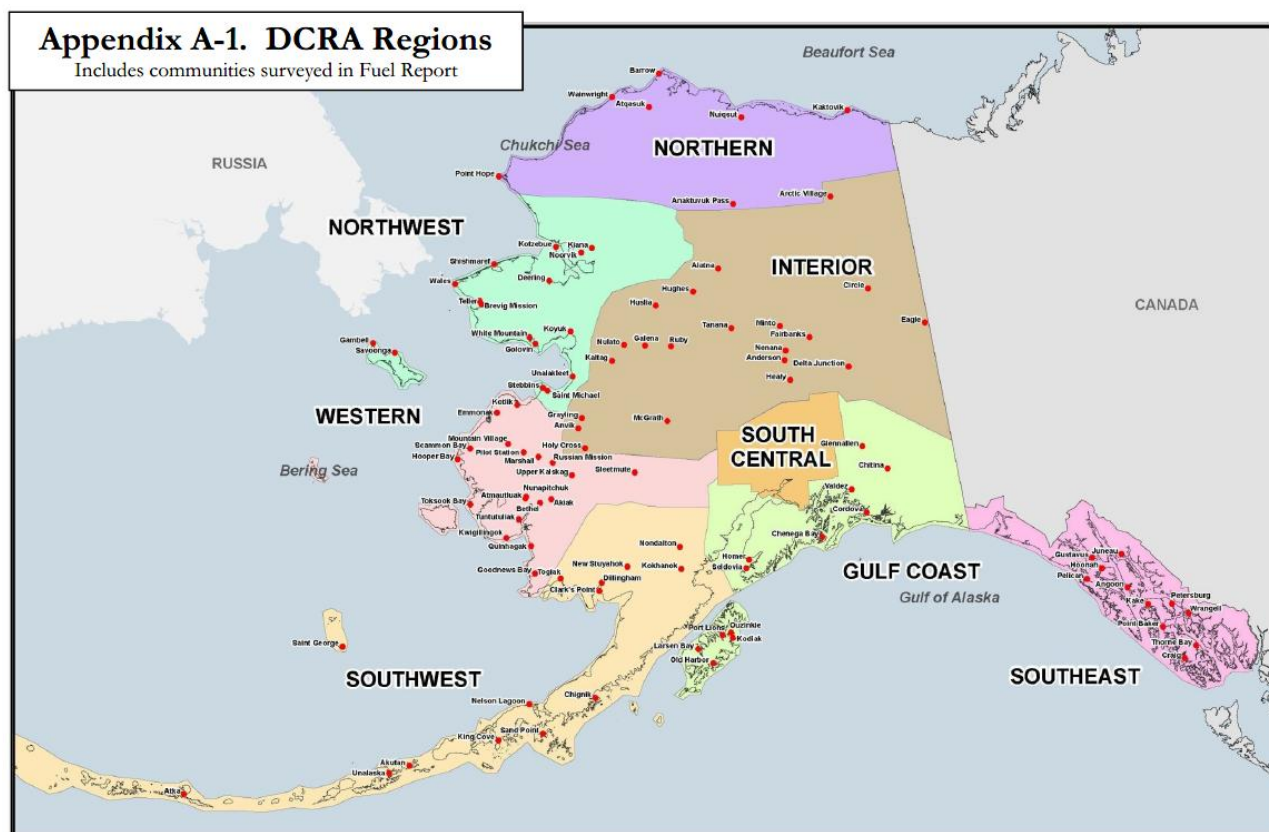 Appendix A-1. DCRA Regions
Includes communities surveyed in Fuel Report
Beaufort Sea
Barrow
Wainwright
Atqasuk
Nuiqsut
Kaktovik
Chukchi Sea
NORTHERN
RUSSIA
Point Hope
Anaktuvuk Pass
Arctic Village
NORTHWEST
Kotzebue
Kiana
Noorvik
Shishmaref
Deering
Wales
Teller
Brevig Mission
INTERIOR
Alatna
Circle
Hughes
Huslia
CANADA
Eagle
Tanana
Minto
Fairbanks
White Mountain
Koyuk
Golovin
Nulato
Galena
Ruby
Nenana
Kaltag
Anderson
Delta Junction
Healy
Gambell
Savoonga
Unalakleet
Stebbins
Saint Michael
WESTERN
Kotlik
Emmonak
Grayling
Anvik
McGrath
SOUTH
CENTRAL
Glennallen
Chitina
Mountain Village
Scammon Bay
Pilot Station
Holy Cross
Hooper Bay
Marshall
Russian Mission
Bering Sea
Upper Kalskag
Sleetmute
Valdez
Nunapitchuk
Toksook Bay
Atmautluak
Akiak
Bethel
Cordova
Tuntutuliak
Kwigillingok
Chenega Bay
Quinhagak
Nondalton
Homer
Seldovia
GULF COAST
Gulf of Alaska
Goodnews Bay
Togiak
New Stuyahok
Kokhanok
Dillingham
Clark's Point
Gustavus
Juneau
Hoonah
Pelican
Angoon
Kake
Petersburg
Wrangell
Point Baker
Thorne Bay
Craig
Ouzinkie
Port Lions
Kodiak
Larsen Bay
Old Harbor
Saint George
SOUTHWEST
SOUTHEAST
Nelson Lagoon
Chignik
Sand Point
King Cove
Akutan
Unalaska
Atka